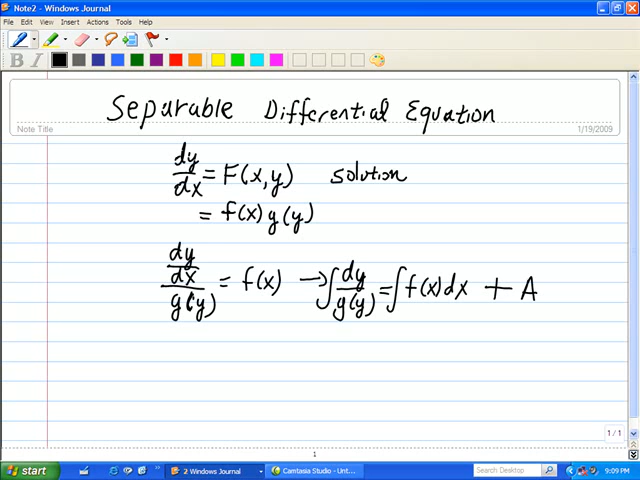 Note2 - Windows Journal
File Edit View Insert Actions Tools Help
B I
Separable Differential Equation
Note Title
1/19/2009
dy/dx = F(x,y) solution
= f(x) g(y)
(dy/dx)/g(y) = f(x) → ∫ dy/g(y) = ∫ f(x) dx + A
1 / 1
1
start 2 Windows Journal Camtasia Studio - Unt... Search Desktop 9:09 PM